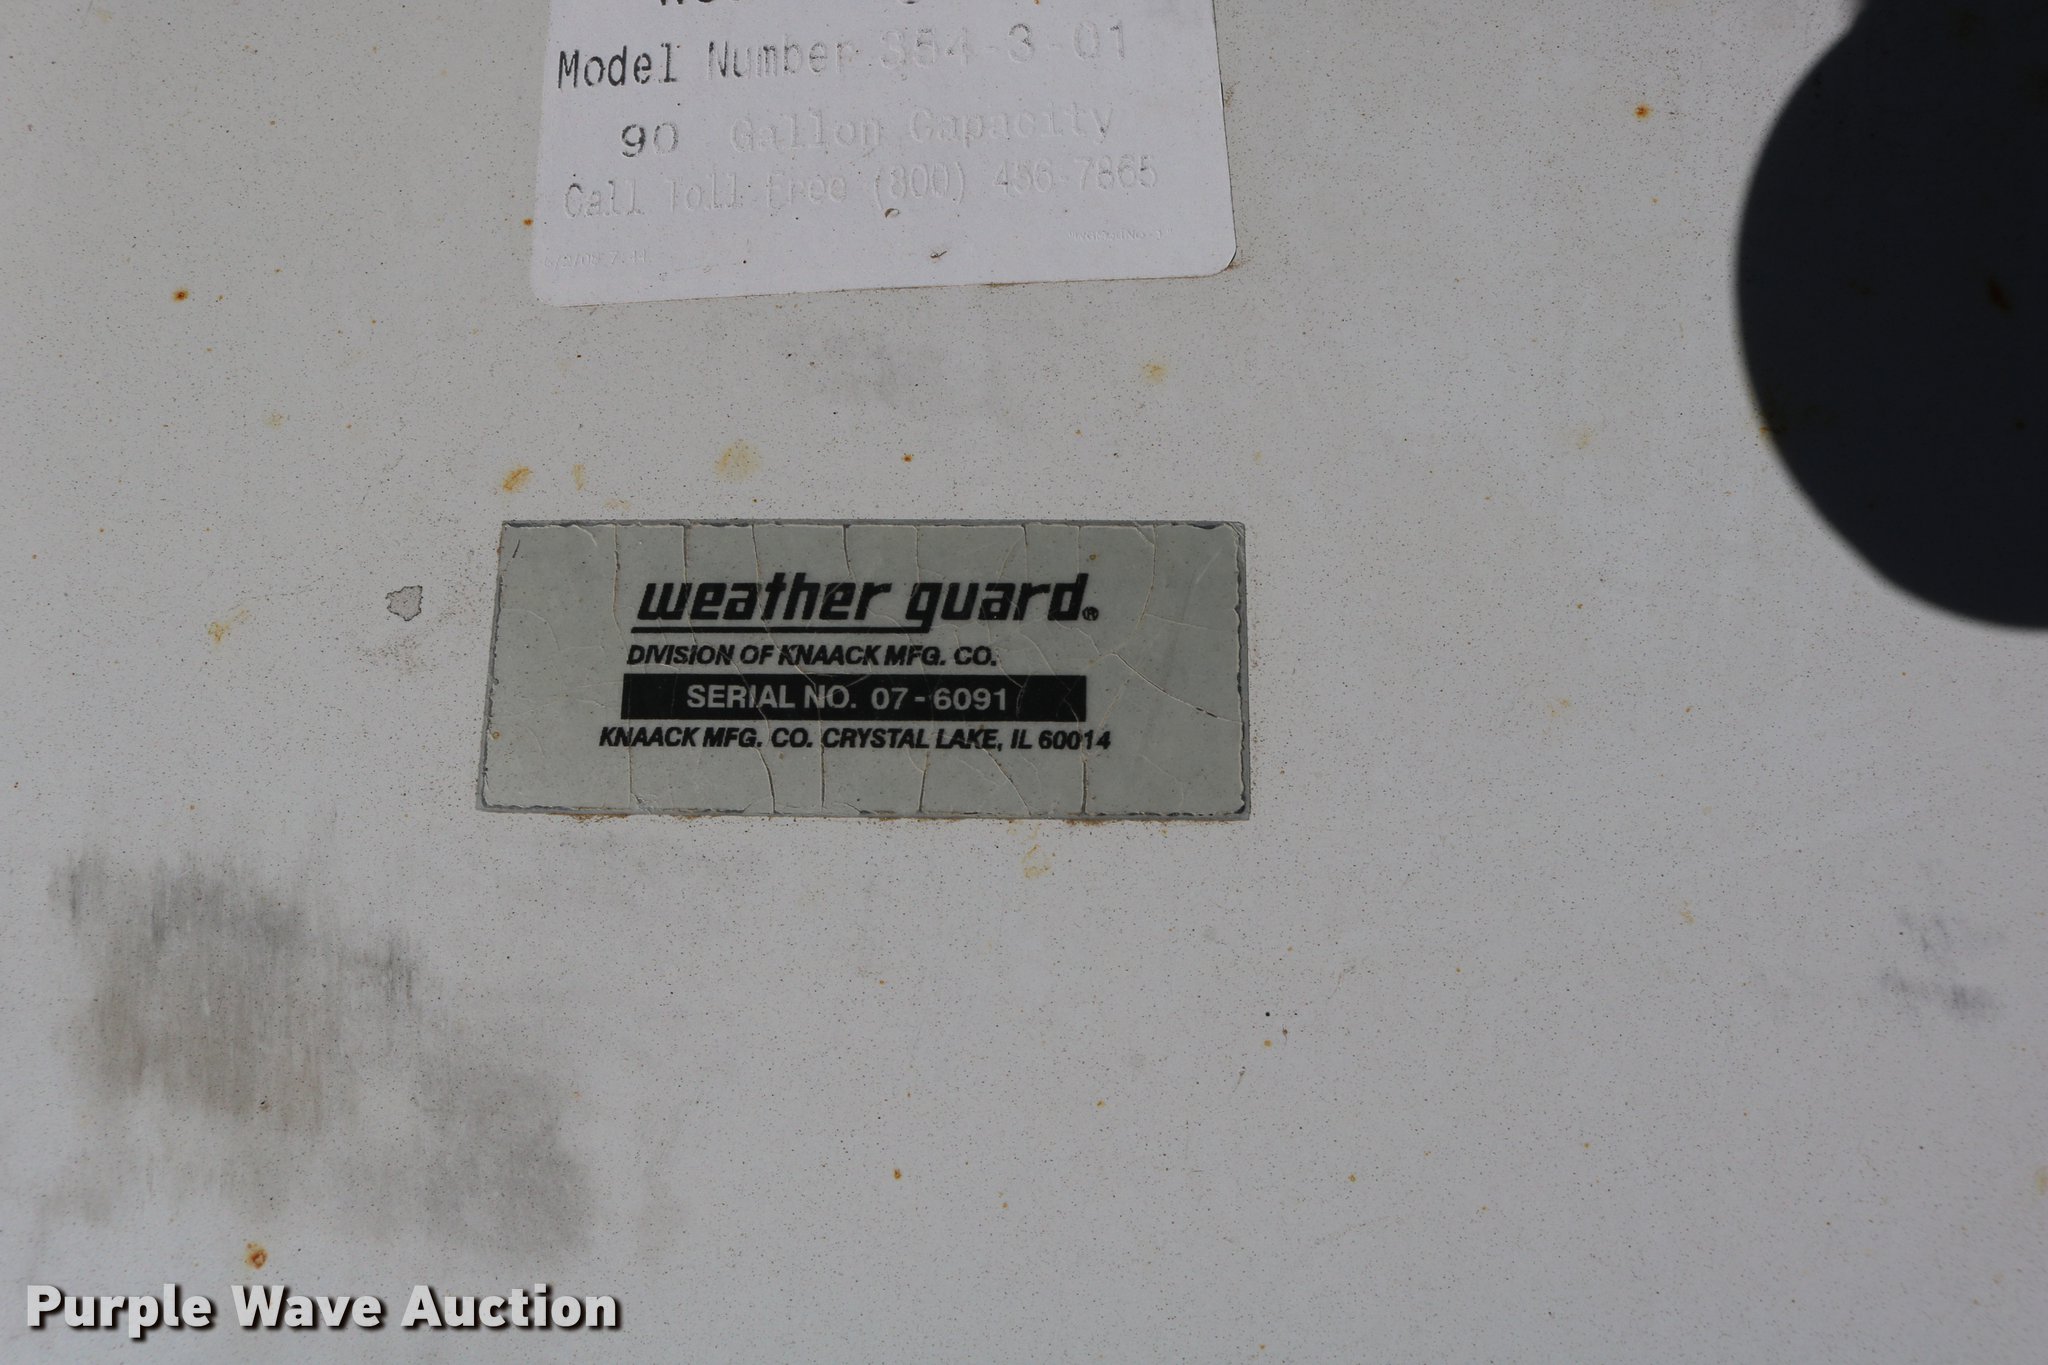 Model Number 354-3-01
90 Gallon Capacity
Call Toll Free (800) 456-7865
weather guard®
DIVISION OF KNAACK MFG. CO.
SERIAL NO. 07-6091
KNAACK MFG. CO. CRYSTAL LAKE, IL 60014
Purple Wave Auction